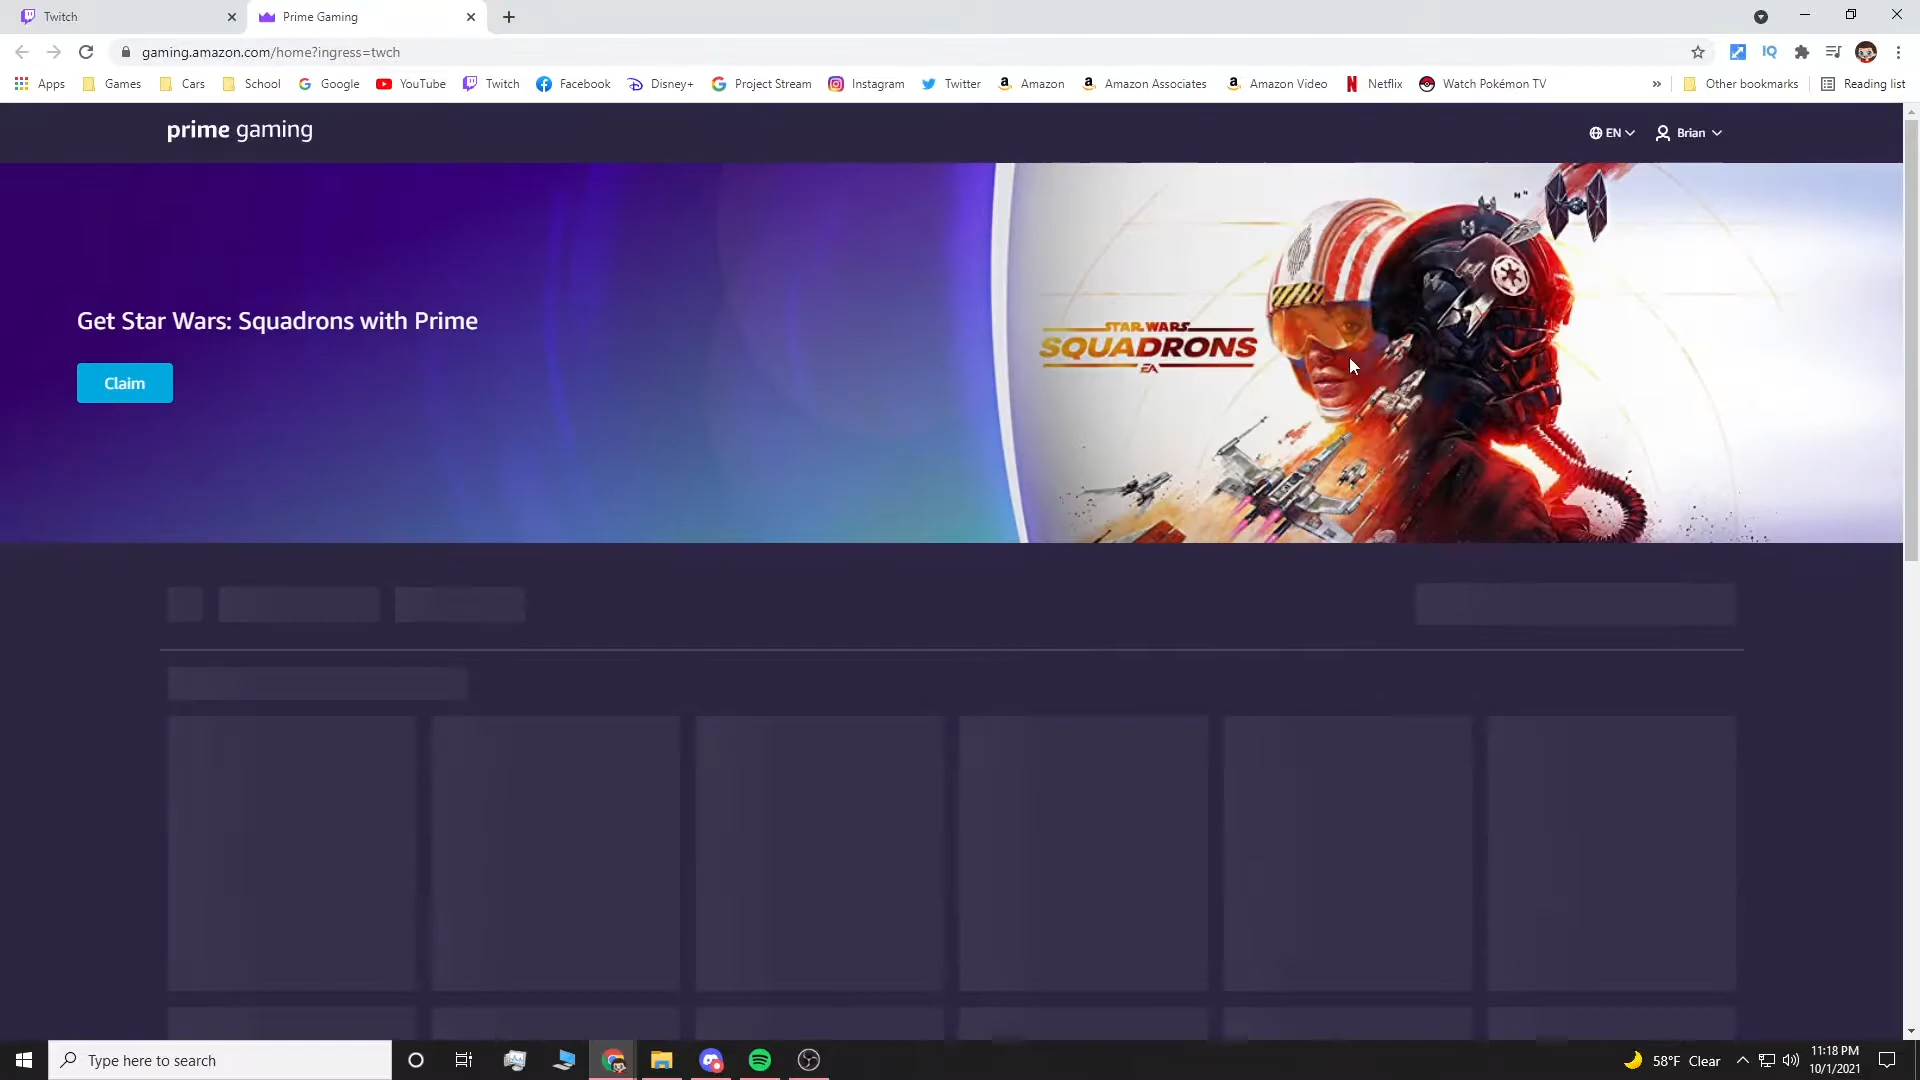 Twitch
Prime Gaming
gaming.amazon.com/home?ingress=twch
IQ
Apps Games Cars School Google YouTube Twitch Facebook Disney+ Project Stream Instagram Twitter Amazon Amazon Associates Amazon Video Netflix Watch Pokémon TV » Other bookmarks Reading list
prime gaming
EN
Brian
Get Star Wars: Squadrons with Prime
Claim
STAR WARS
SQUADRONS
EA
Type here to search
58°F Clear
11:18 PM
10/1/2021